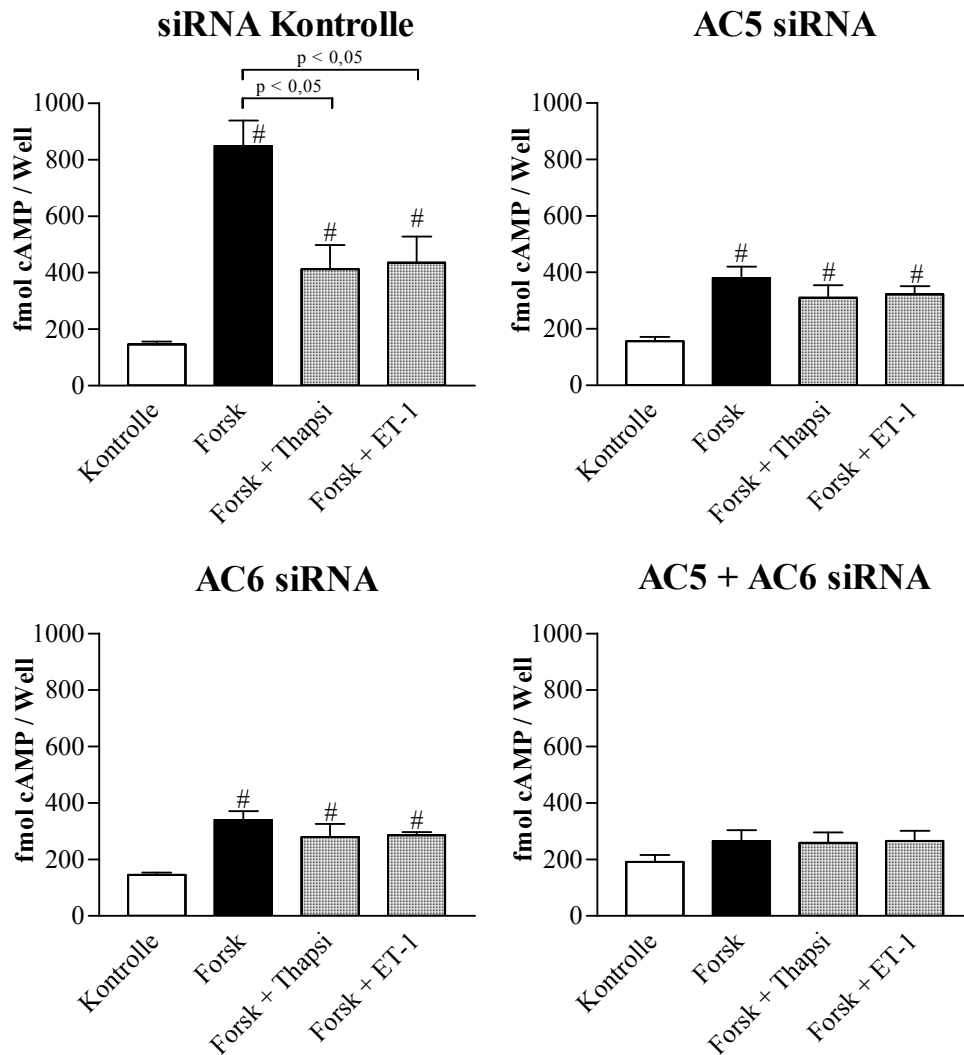 siRNA Kontrolle
p < 0,05
p < 0,05
fmol cAMP / Well
1000
800
600
400
200
0
#
#
#
Kontrolle
Forsk
Forsk + Thapsi
Forsk + ET-1
AC5 siRNA
fmol cAMP / Well
1000
800
600
400
200
0
#
#
#
Kontrolle
Forsk
Forsk + Thapsi
Forsk + ET-1
AC6 siRNA
fmol cAMP / Well
1000
800
600
400
200
0
#
#
#
Kontrolle
Forsk
Forsk + Thapsi
Forsk + ET-1
AC5 + AC6 siRNA
fmol cAMP / Well
1000
800
600
400
200
0
Kontrolle
Forsk
Forsk + Thapsi
Forsk + ET-1